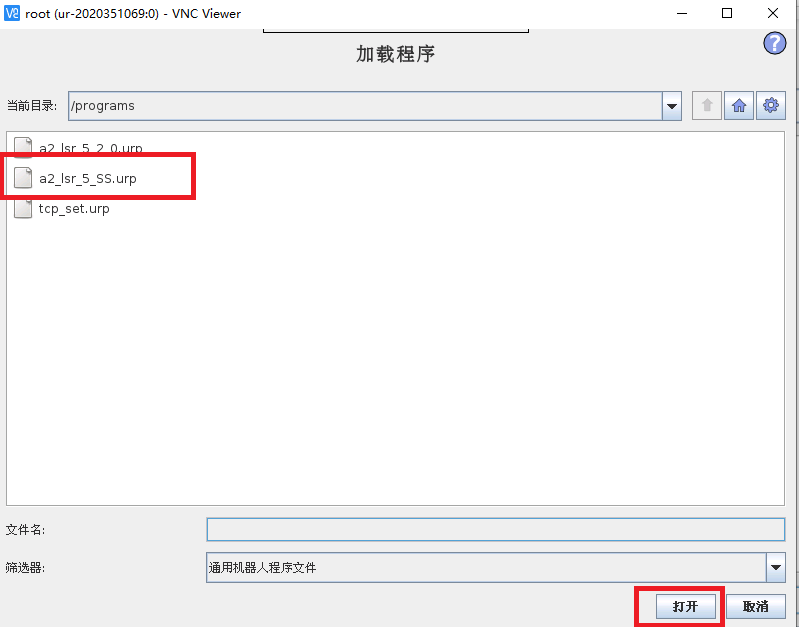 root (ur-2020351069:0) - VNC Viewer
加载程序
?
当前目录: /programs
a2_lsr_5_2_0.urp
a2_lsr_5_SS.urp
tcp_set.urp
文件名:
筛选器: 通用机器人程序文件
打开 取消